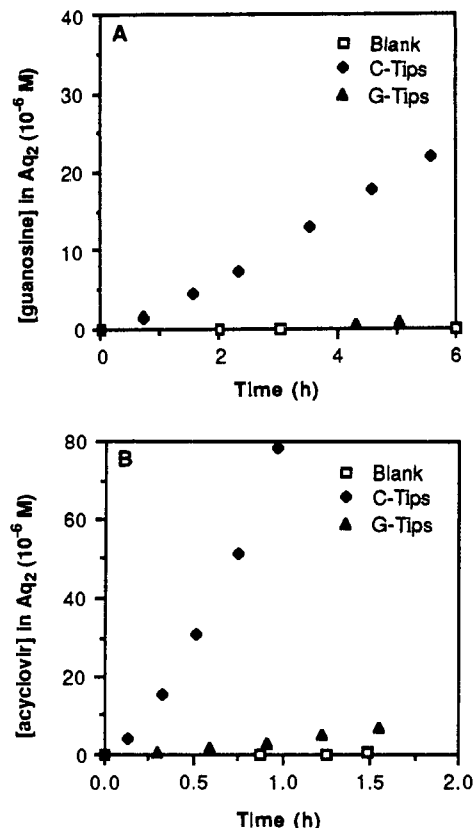 A
Blank
C-Tips
G-Tips
40
30
20
10
0
[guanosine] in Aq₂ (10⁻⁶ M)
0 2 4 6
Time (h)
B
Blank
C-Tips
G-Tips
80
60
40
20
0
[acyclovir] in Aq₂ (10⁻⁶ M)
0.0 0.5 1.0 1.5 2.0
Time (h)